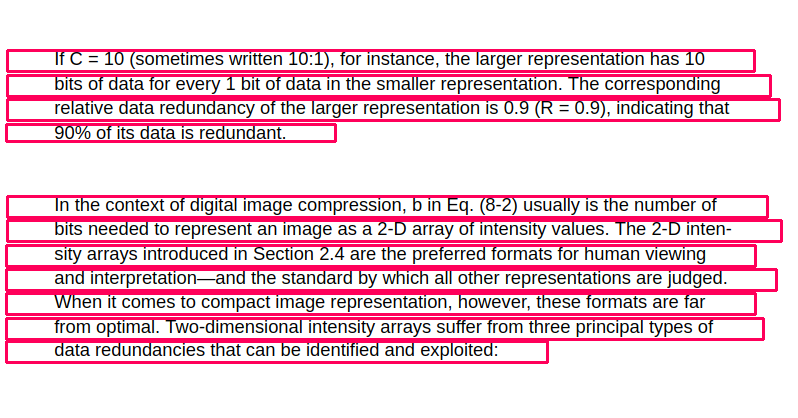 If C = 10 (sometimes written 10:1), for instance, the larger representation has 10
bits of data for every 1 bit of data in the smaller representation. The corresponding
relative data redundancy of the larger representation is 0.9 (R = 0.9), indicating that
90% of its data is redundant.
In the context of digital image compression, b in Eq. (8-2) usually is the number of
bits needed to represent an image as a 2-D array of intensity values. The 2-D inten-
sity arrays introduced in Section 2.4 are the preferred formats for human viewing
and interpretation—and the standard by which all other representations are judged.
When it comes to compact image representation, however, these formats are far
from optimal. Two-dimensional intensity arrays suffer from three principal types of
data redundancies that can be identified and exploited: